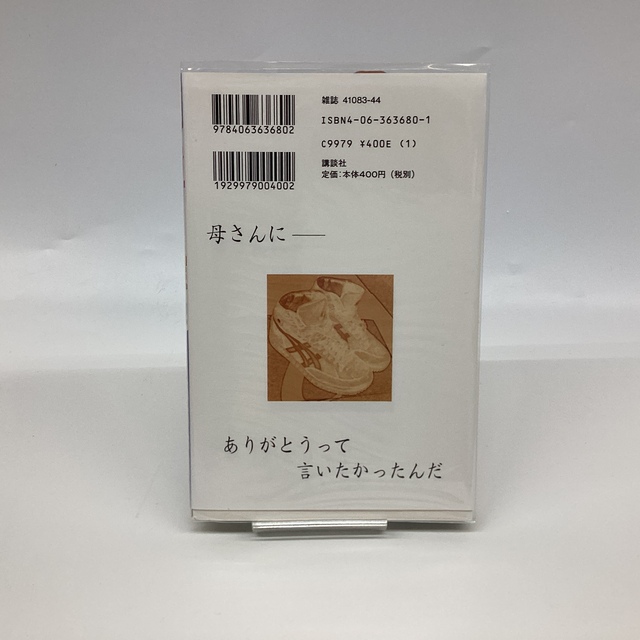 9784063636802
雑誌 41083-44
ISBN4-06-363680-1
C9979 ¥400E (1)
1929979004002
講談社
定価:本体400円(税別)
母さんに──
ありがとうって
言いたかったんだ